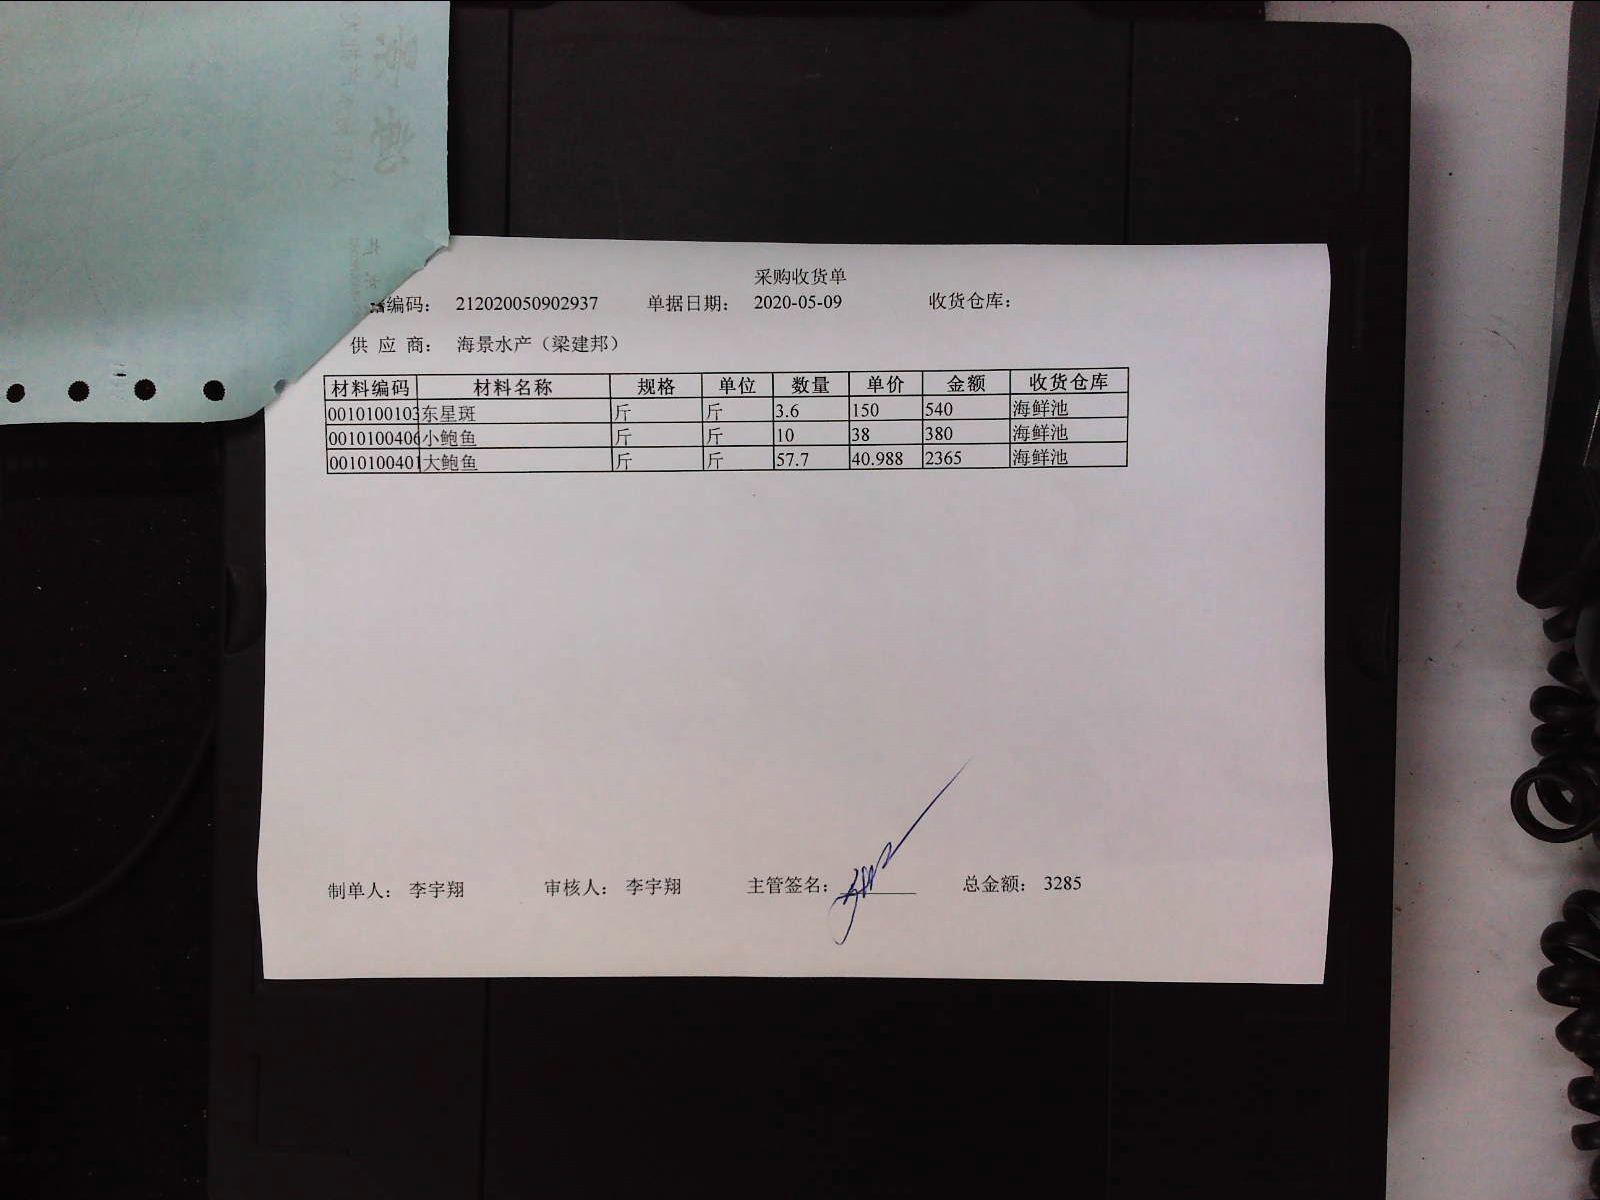 采购收货单
编码： 212020050902937 单据日期： 2020-05-09 收货仓库：
供 应 商： 海景水产（梁建邦）
材料编码 材料名称 规格 单位 数量 单价 金额 收货仓库
0010100103 东星斑 斤 斤 3.6 150 540 海鲜池
0010100406 小鲍鱼 斤 斤 10 38 380 海鲜池
0010100401 大鲍鱼 斤 斤 57.7 40.988 2365 海鲜池
制单人： 李宇翔 审核人： 李宇翔 主管签名： 总金额： 3285